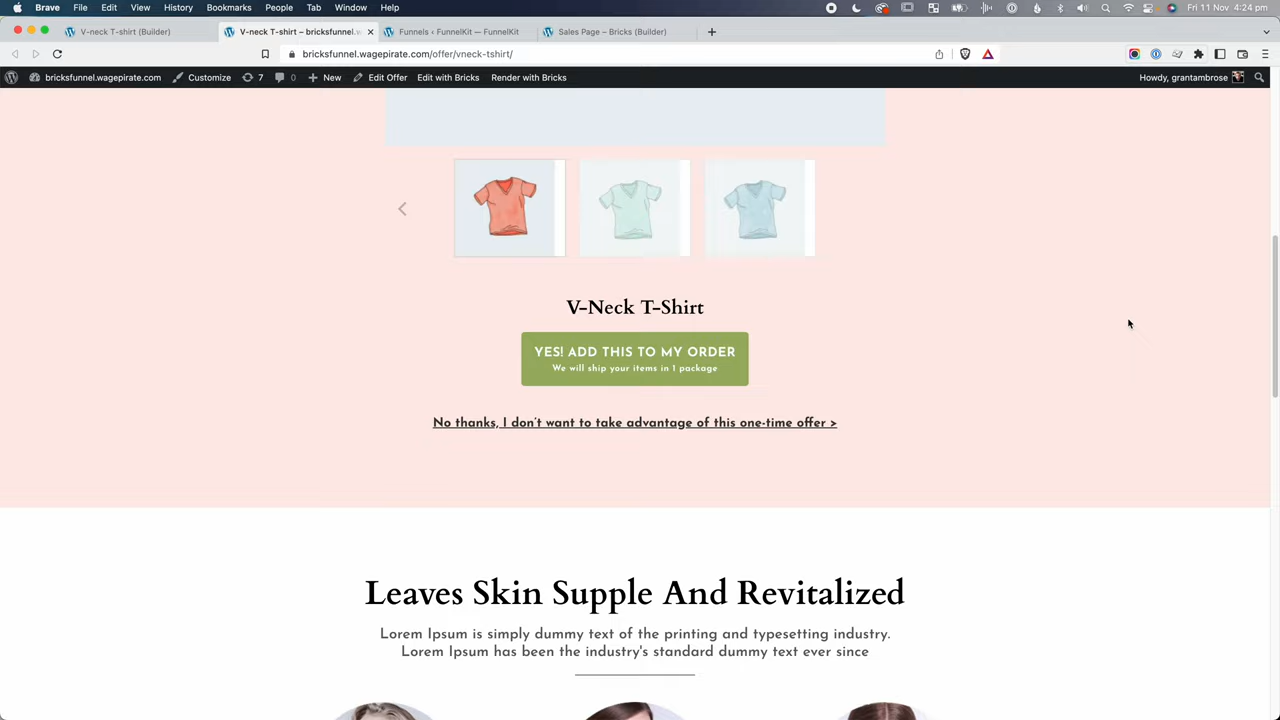 Brave File Edit View History Bookmarks People Tab Window Help Fri 11 Nov 4:24 pm
V-neck T-shirt (Builder) V-neck T-shirt – bricksfunnel.w Funnels ‹ FunnelKit — FunnelKit Sales Page – Bricks (Builder)
bricksfunnel.wagepirate.com/offer/vneck-tshirt/
bricksfunnel.wagepirate.com Customize 7 0 New Edit Offer Edit with Bricks Render with Bricks Howdy, grantambrose
V-Neck T-Shirt
YES! ADD THIS TO MY ORDER
We will ship your items in 1 package
No thanks, I don't want to take advantage of this one-time offer >
Leaves Skin Supple And Revitalized
Lorem Ipsum is simply dummy text of the printing and typesetting industry.
Lorem Ipsum has been the industry's standard dummy text ever since